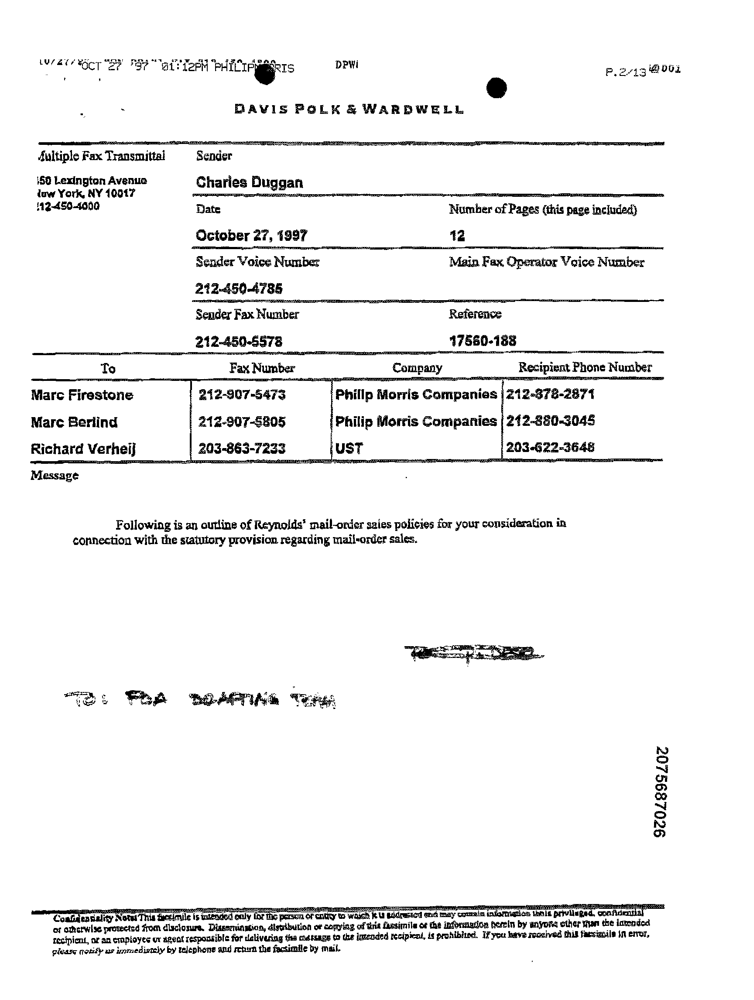 OCT 27 '97 01:12PM PHILIP MORRIS
P.2/13 001
DAVIS POLK & WARDWELL
Multiple Fax Transmittal
Sender
50 Lexington Avenue
New York, NY 10017
212-450-4000
Charles Duggan
Date
Number of Pages (this page included)
October 27, 1997
12
Sender Voice Number
Main Fax Operator Voice Number
212-450-4785
Sender Fax Number
Reference
212-450-5578
17560-188
To Fax Number Company Recipient Phone Number
Marc Firestone 212-907-5473 Philip Morris Companies 212-878-2871
Marc Berlind 212-907-5805 Philip Morris Companies 212-880-3045
Richard Verheij 203-863-7233 UST 203-622-3648
Message
Following is an outline of Reynolds' mail-order sales policies for your consideration in
connection with the statutory provision regarding mail-order sales.
TO: FDA DRAFTING TEAM
2075687026
Confidentiality Note: This facsimile is intended only for the person or entity to which it is addressed and may contain information that is privileged, confidential
or otherwise protected from disclosure. Dissemination, distribution or copying of this facsimile or the information herein by anyone other than the intended
recipient, or an employee or agent responsible for delivering the message to the intended recipient, is prohibited. If you have received this facsimile in error,
please notify us immediately by telephone and return the facsimile by mail.